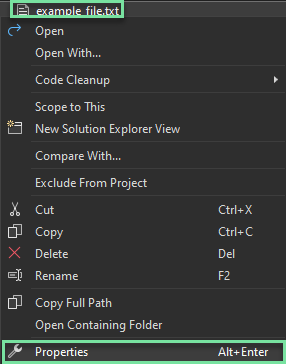 example_file.txt
Open
Open With...
Code Cleanup
Scope to This
New Solution Explorer View
Compare With...
Exclude From Project
Cut Ctrl+X
Copy Ctrl+C
Delete Del
Rename F2
Copy Full Path
Open Containing Folder
Properties Alt+Enter